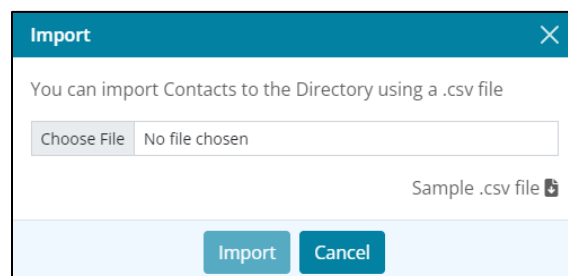 Import
You can import Contacts to the Directory using a .csv file
Choose File No file chosen
Sample .csv file
Import Cancel